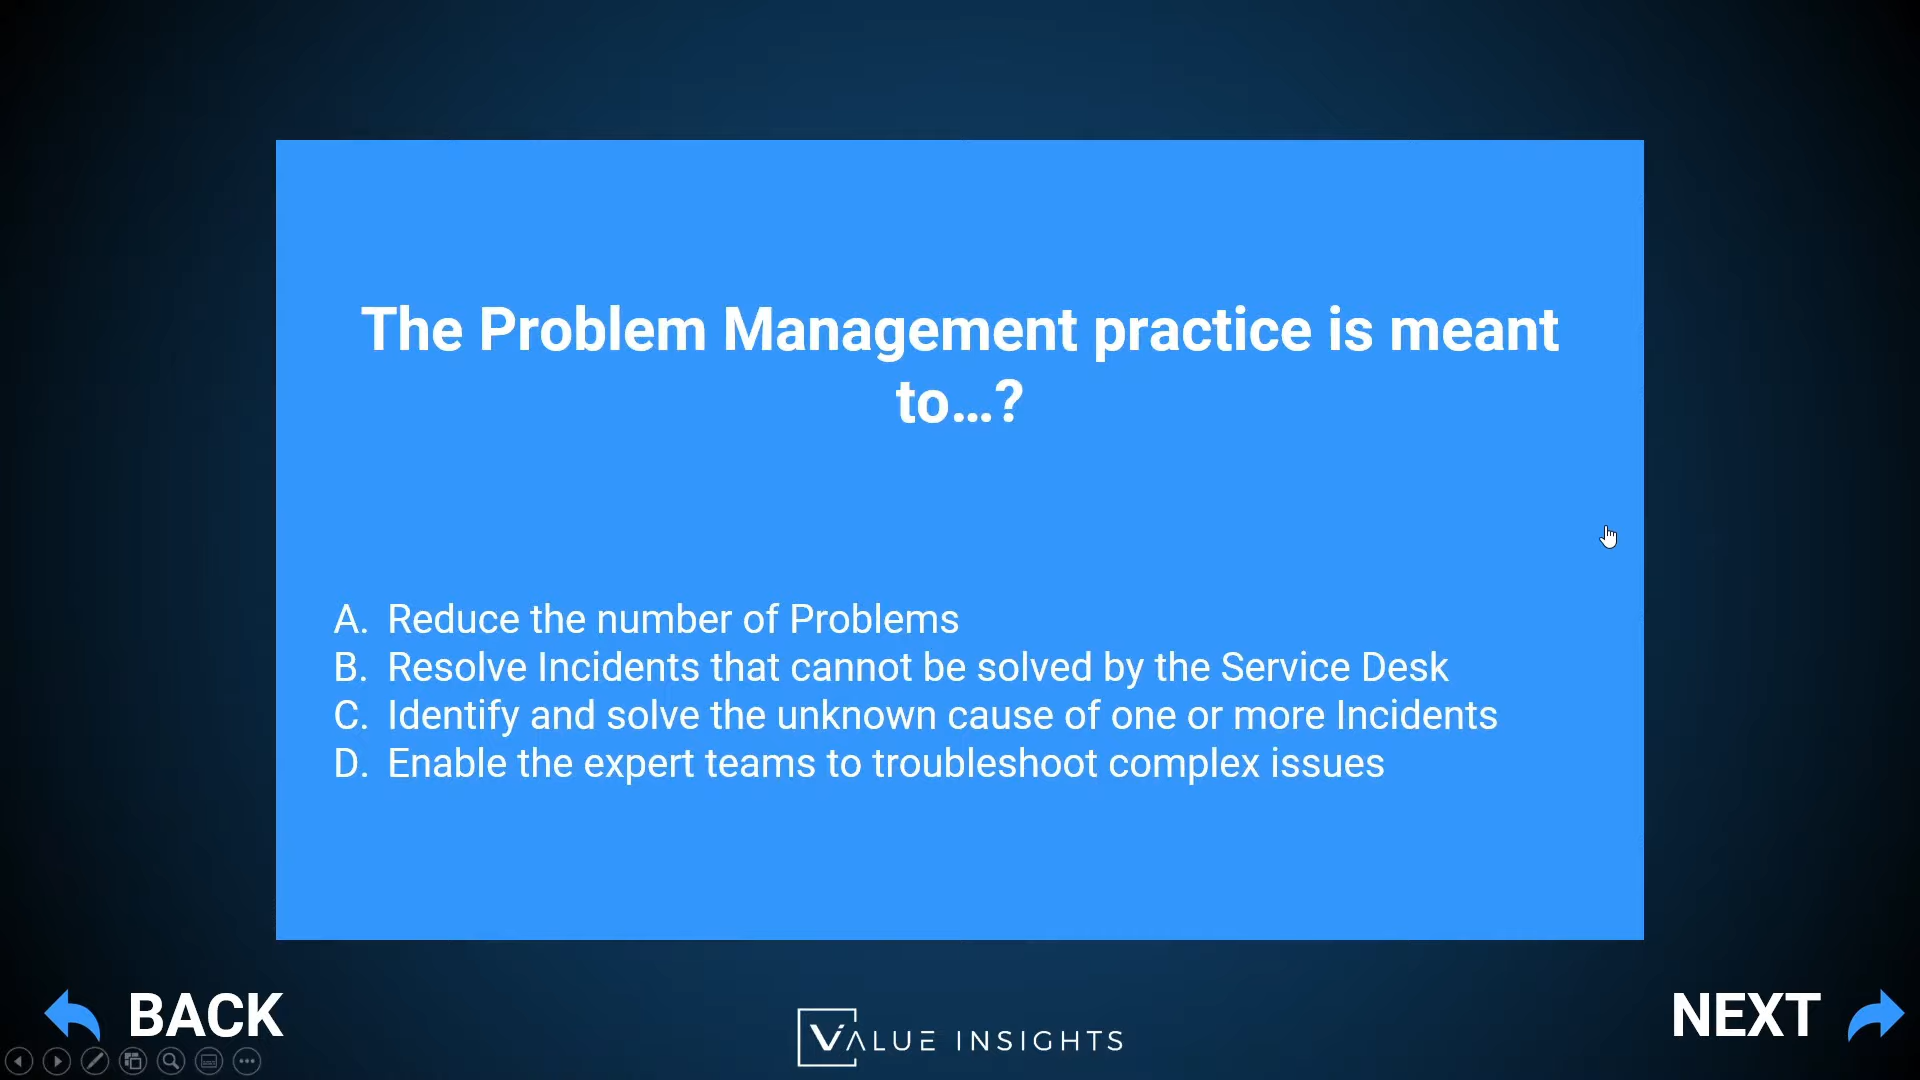 The Problem Management practice is meant
to...?
A. Reduce the number of Problems
B. Resolve Incidents that cannot be solved by the Service Desk
C. Identify and solve the unknown cause of one or more Incidents
D. Enable the expert teams to troubleshoot complex issues
BACK
VALUE INSIGHTS
NEXT